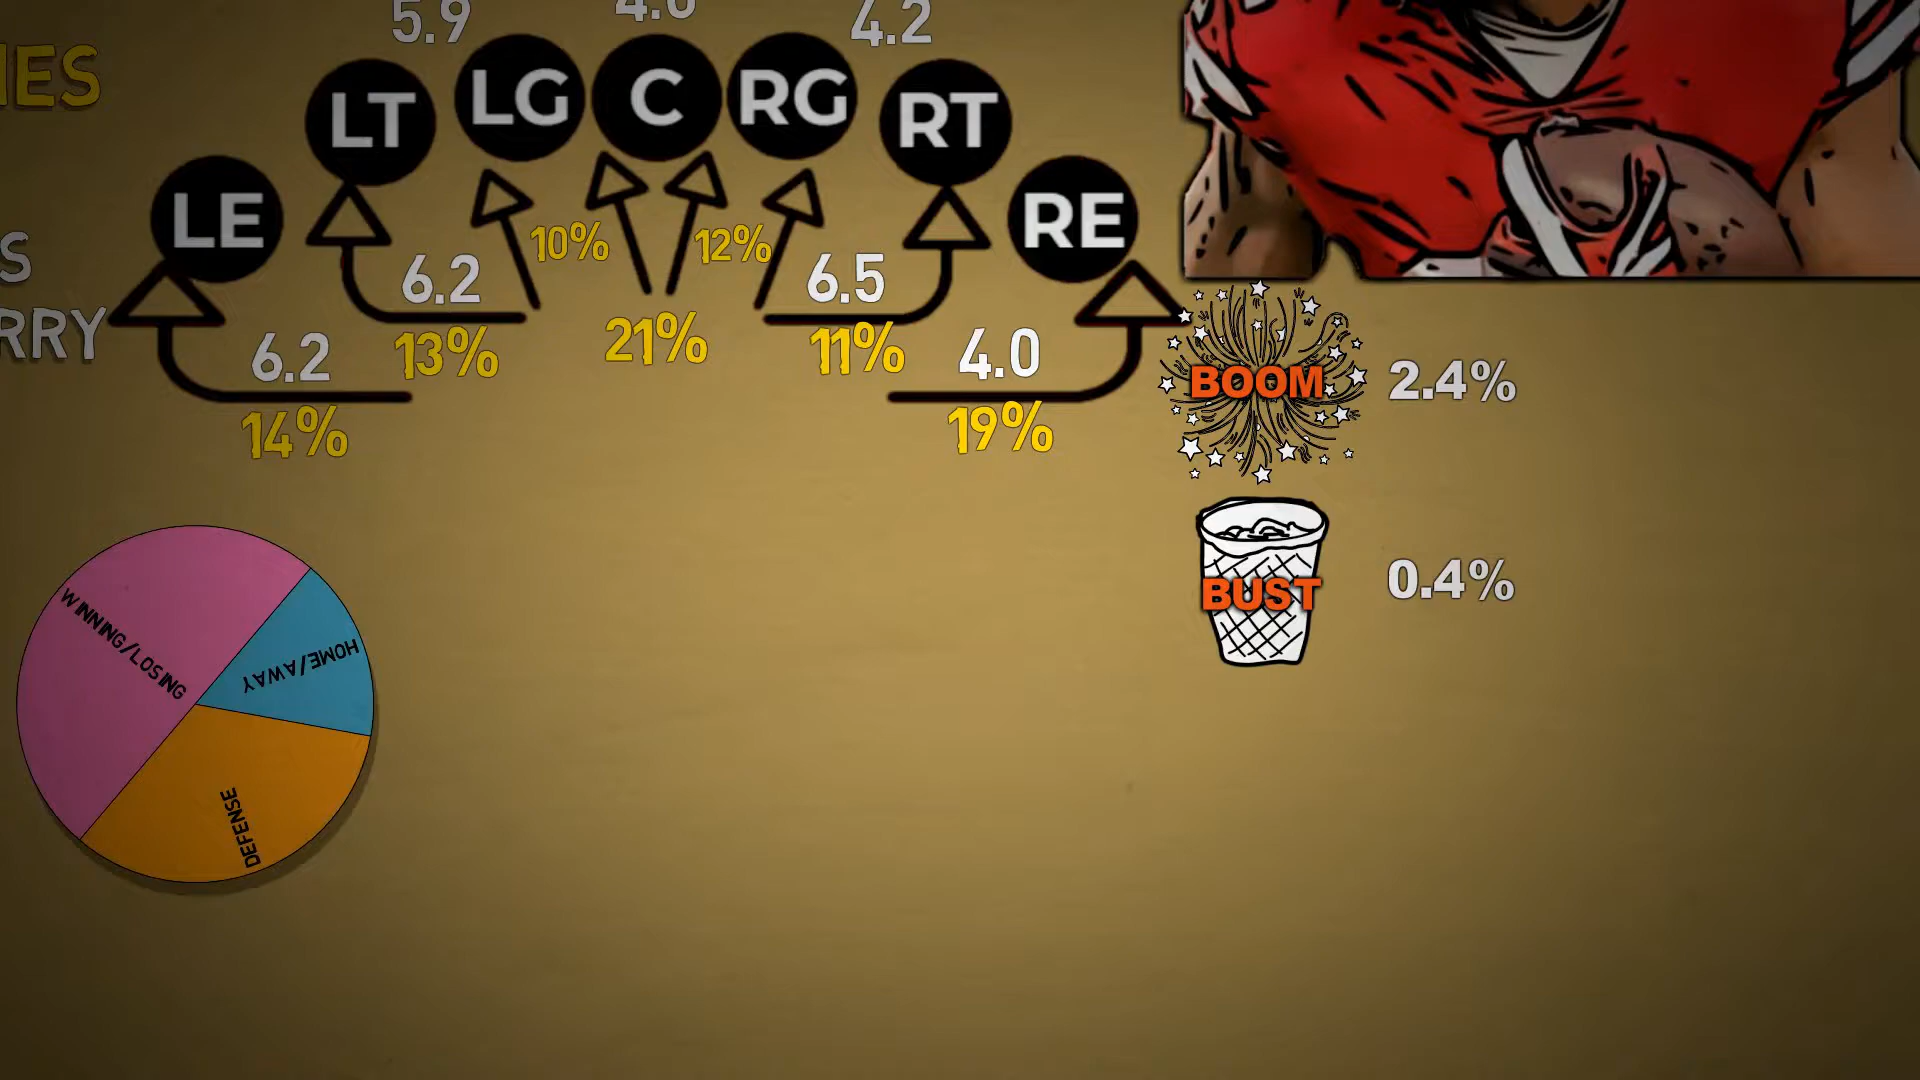 5.9
4.2
IES
LT
LG
C
RG
RT
LE
RE
10%
12%
S
6.2
6.5
RRY
13%
21%
11%
6.2
4.0
14%
19%
BOOM
2.4%
BUST
0.4%
WINNING/LOSING
HOME/AWAY
DEFENSE